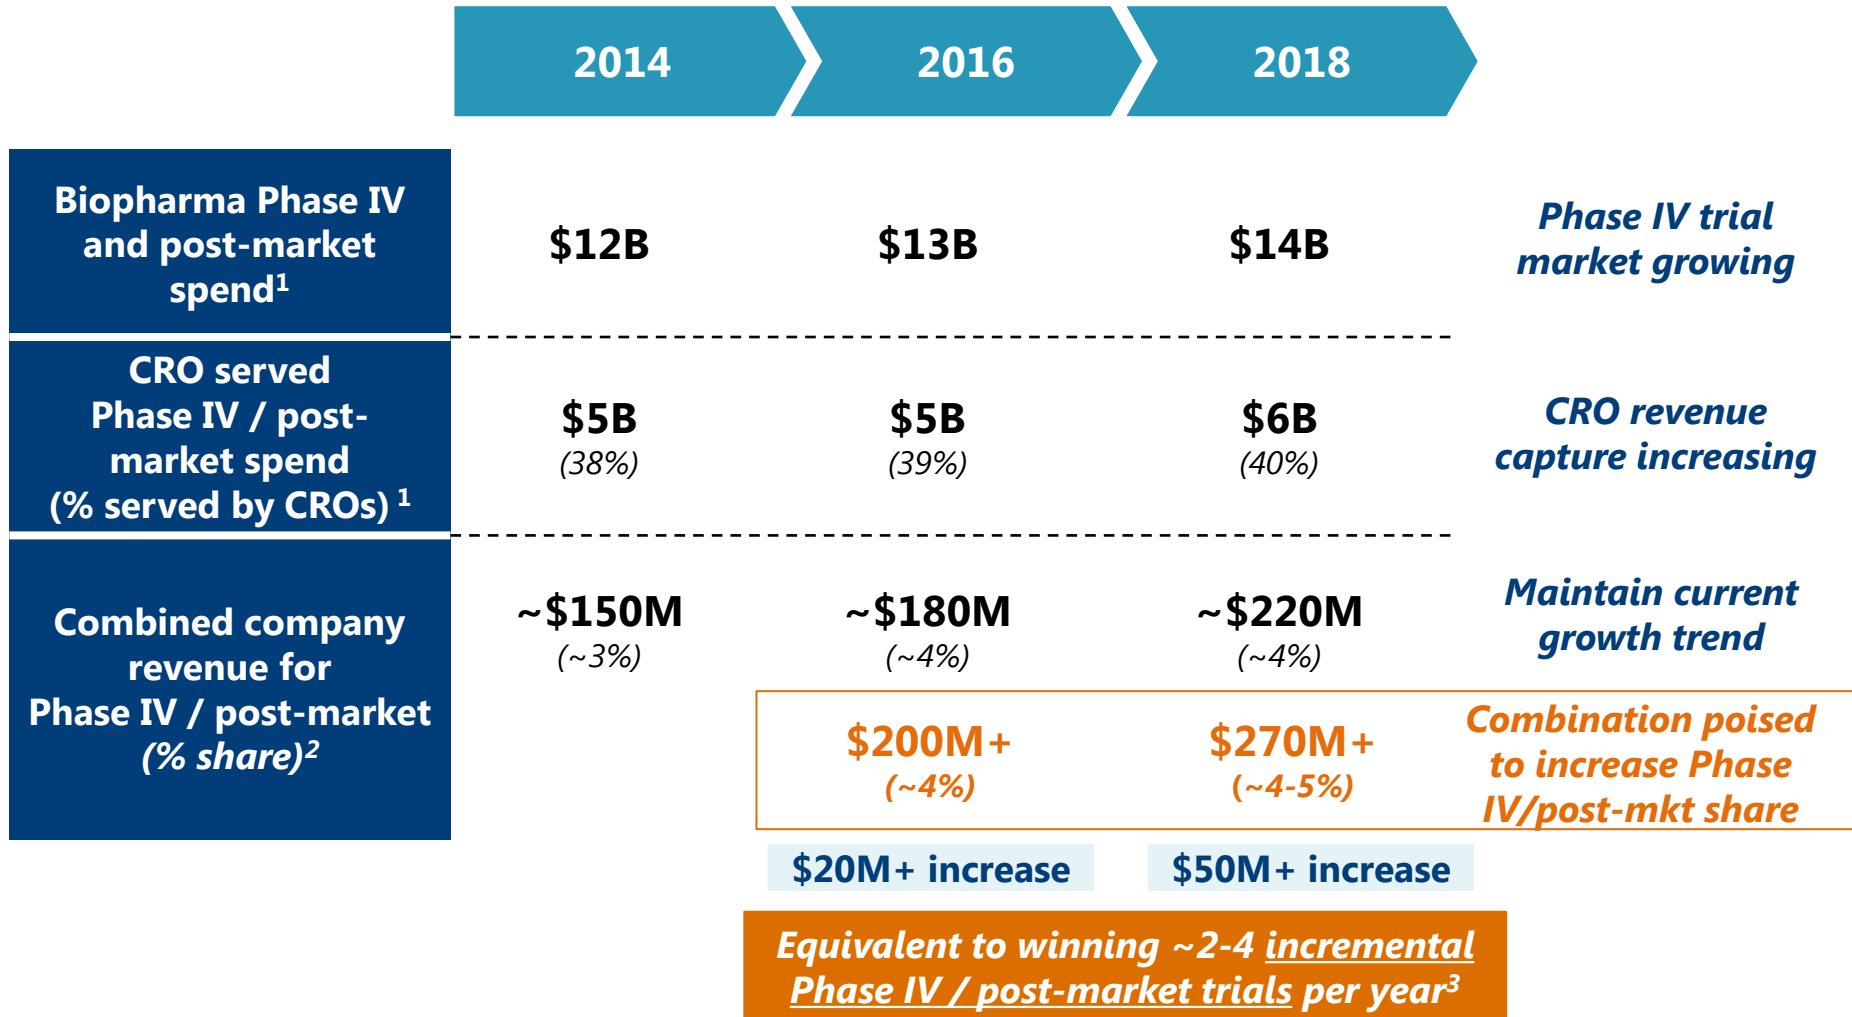 2014 2016 2018
Biopharma Phase IV
and post-market
spend¹
$12B $13B $14B
Phase IV trial
market growing
CRO served
Phase IV / post-
market spend
(% served by CROs) ¹
$5B $5B $6B
(38%) (39%) (40%)
CRO revenue
capture increasing
Combined company
revenue for
Phase IV / post-market
(% share)²
~$150M ~$180M ~$220M
(~3%) (~4%) (~4%)
Maintain current
growth trend
$200M+ $270M+
(~4%) (~4-5%)
Combination poised
to increase Phase
IV/post-mkt share
$20M+ increase $50M+ increase
Equivalent to winning ~2-4 incremental
Phase IV / post-market trials per year³